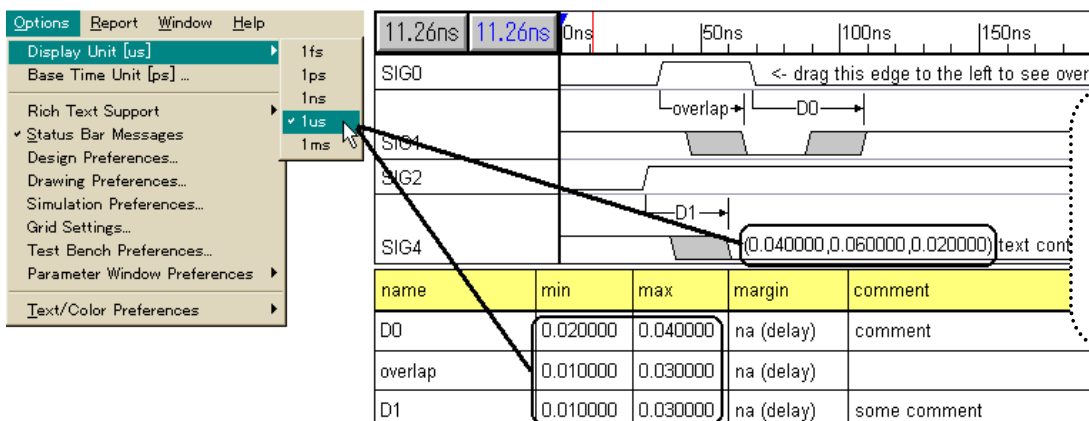 Options Report Window Help
Display Unit [us]
Base Time Unit [ps] ...
Rich Text Support
Status Bar Messages
Design Preferences...
Drawing Preferences...
Simulation Preferences...
Grid Settings...
Test Bench Preferences...
Parameter Window Preferences
Text/Color Preferences
1fs
1ps
1ns
1us
1ms
11.26ns 11.26ns 0ns 50ns 100ns 150ns
SIG0 <- drag this edge to the left to see over
overlap D0
SIG1
SIG2
D1
SIG4 (0.040000,0.060000,0.020000) text cont
name min max margin comment
D0 0.020000 0.040000 na (delay) comment
overlap 0.010000 0.030000 na (delay)
D1 0.010000 0.030000 na (delay) some comment